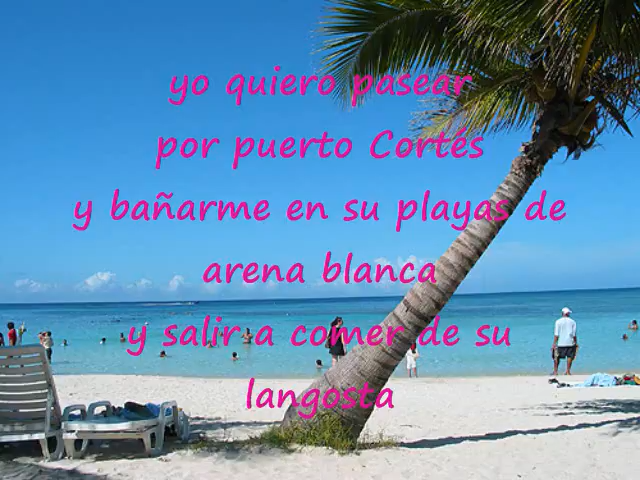 yo quiero pasear
por puerto Cortés
y bañarme en su playas de
arena blanca
y salir a comer de su
langosta